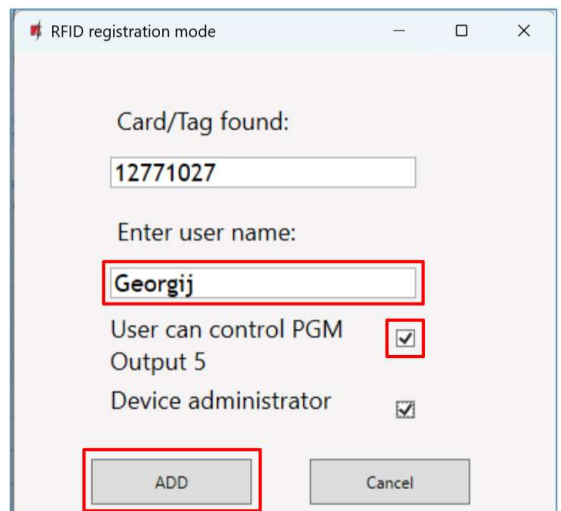 RFID registration mode
Card/Tag found:
12771027
Enter user name:
Georgij
User can control PGM
Output 5
Device administrator
ADD
Cancel